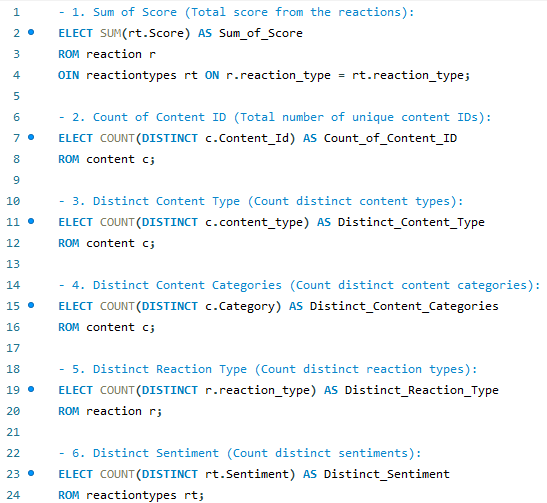 1 - 1. Sum of Score (Total score from the reactions):
2 ELECT SUM(rt.Score) AS Sum_of_Score
3 ROM reaction r
4 OIN reactiontypes rt ON r.reaction_type = rt.reaction_type;
5
6 - 2. Count of Content ID (Total number of unique content IDs):
7 ELECT COUNT(DISTINCT c.Content_Id) AS Count_of_Content_ID
8 ROM content c;
9
10 - 3. Distinct Content Type (Count distinct content types):
11 ELECT COUNT(DISTINCT c.content_type) AS Distinct_Content_Type
12 ROM content c;
13
14 - 4. Distinct Content Categories (Count distinct content categories):
15 ELECT COUNT(DISTINCT c.Category) AS Distinct_Content_Categories
16 ROM content c;
17
18 - 5. Distinct Reaction Type (Count distinct reaction types):
19 ELECT COUNT(DISTINCT r.reaction_type) AS Distinct_Reaction_Type
20 ROM reaction r;
21
22 - 6. Distinct Sentiment (Count distinct sentiments):
23 ELECT COUNT(DISTINCT rt.Sentiment) AS Distinct_Sentiment
24 ROM reactiontypes rt;